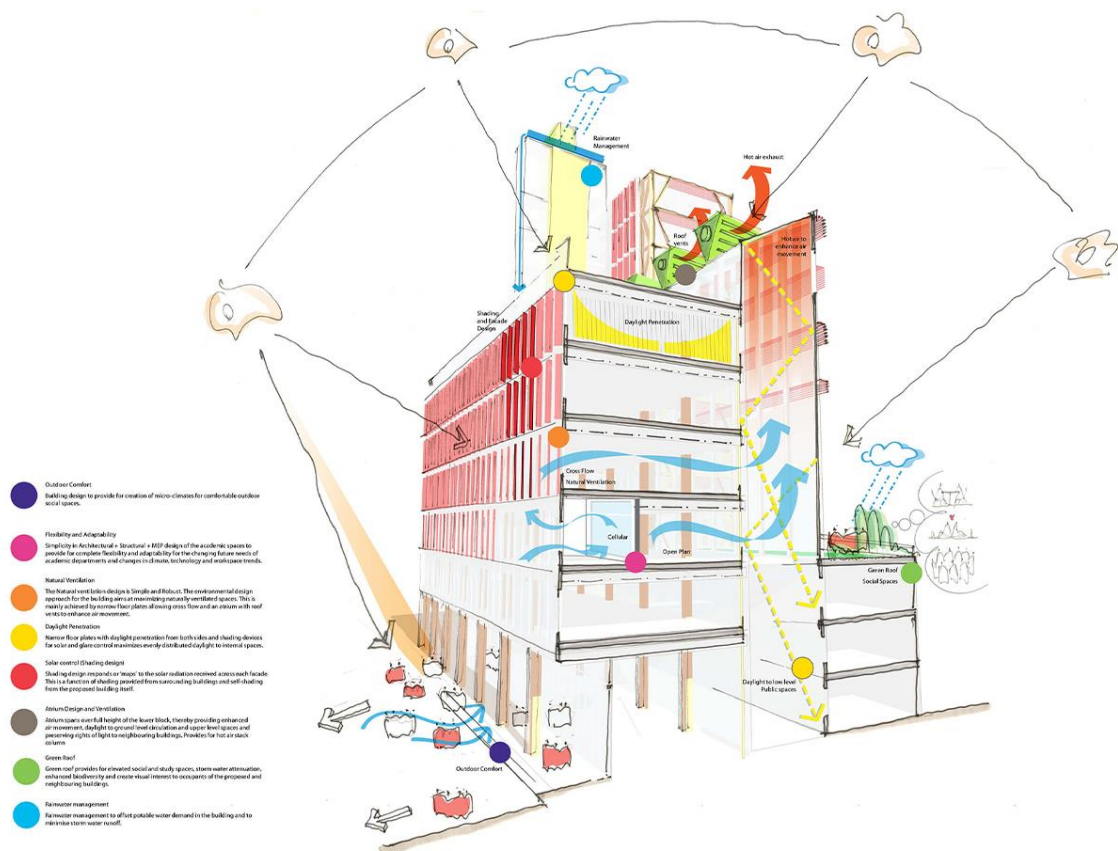 Rainwater
Management
Hot air exhaust
Roof
vents
Hot air to
enhance air
movement
Shading
and Facade
Design
Daylight Penetration
Cross Flow
Natural Ventilation
Cellular
Open Plan
Green Roof
Social Spaces
Daylight to low level
Public spaces
Outdoor Comfort
Outdoor Comfort
Building design to provide for creation of micro-climates for comfortable outdoor
social spaces.
Flexibility and Adaptability
Simplicity in Architectural + Structural + MEP design of the academic spaces to
provide for complete flexibility and adaptability for the changing future needs of
academic departments and changes in climate, technology and workspace trends.
Natural Ventilation
The Natural ventilation design is Simple and Robust. The environmental design
approach for the building aims at maximizing naturally ventilated spaces. This is
mainly achieved by narrow floor plates allowing cross flow and an atrium with roof
vents to enhance air movement.
Daylight Penetration
Narrow floor plates with daylight penetration from both sides and shading devices
for solar and glare control maximizes evenly distributed daylight to internal spaces.
Solar control (Shading design)
Shading design responds or 'maps' to the solar radiation received across each facade.
This is a function of shading provided from surrounding buildings and self-shading
from the proposed building itself.
Atrium Design and Ventilation
Atrium spans over full height of the lower block, thereby providing enhanced
air movement, daylight to ground level circulation and upper level spaces and
preserving rights of light to neighbouring buildings. Provides for hot air stack
column
Green Roof
Green roof provides for elevated social and study spaces, storm water attenuation,
enhanced biodiversity and create visual interest to occupants of the proposed and
neighbouring buildings.
Rainwater management
Rainwater management to offset potable water demand in the building and to
minimise storm water runoff.